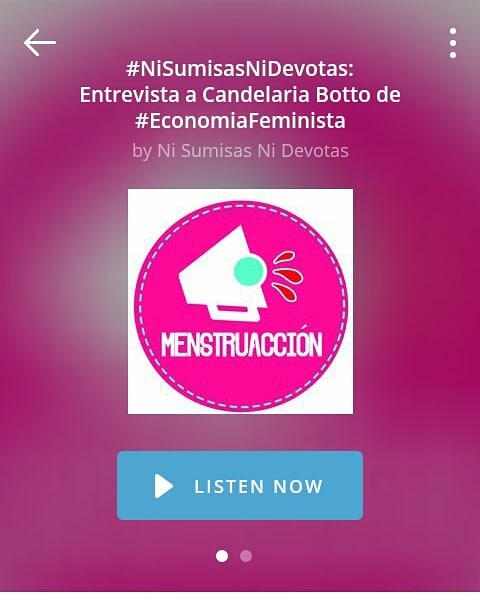 #NiSumisasNiDevotas:
Entrevista a Candelaria Botto de
#EconomiaFeminista
by Ni Sumisas Ni Devotas
MENSTRUACCIÓN
LISTEN NOW